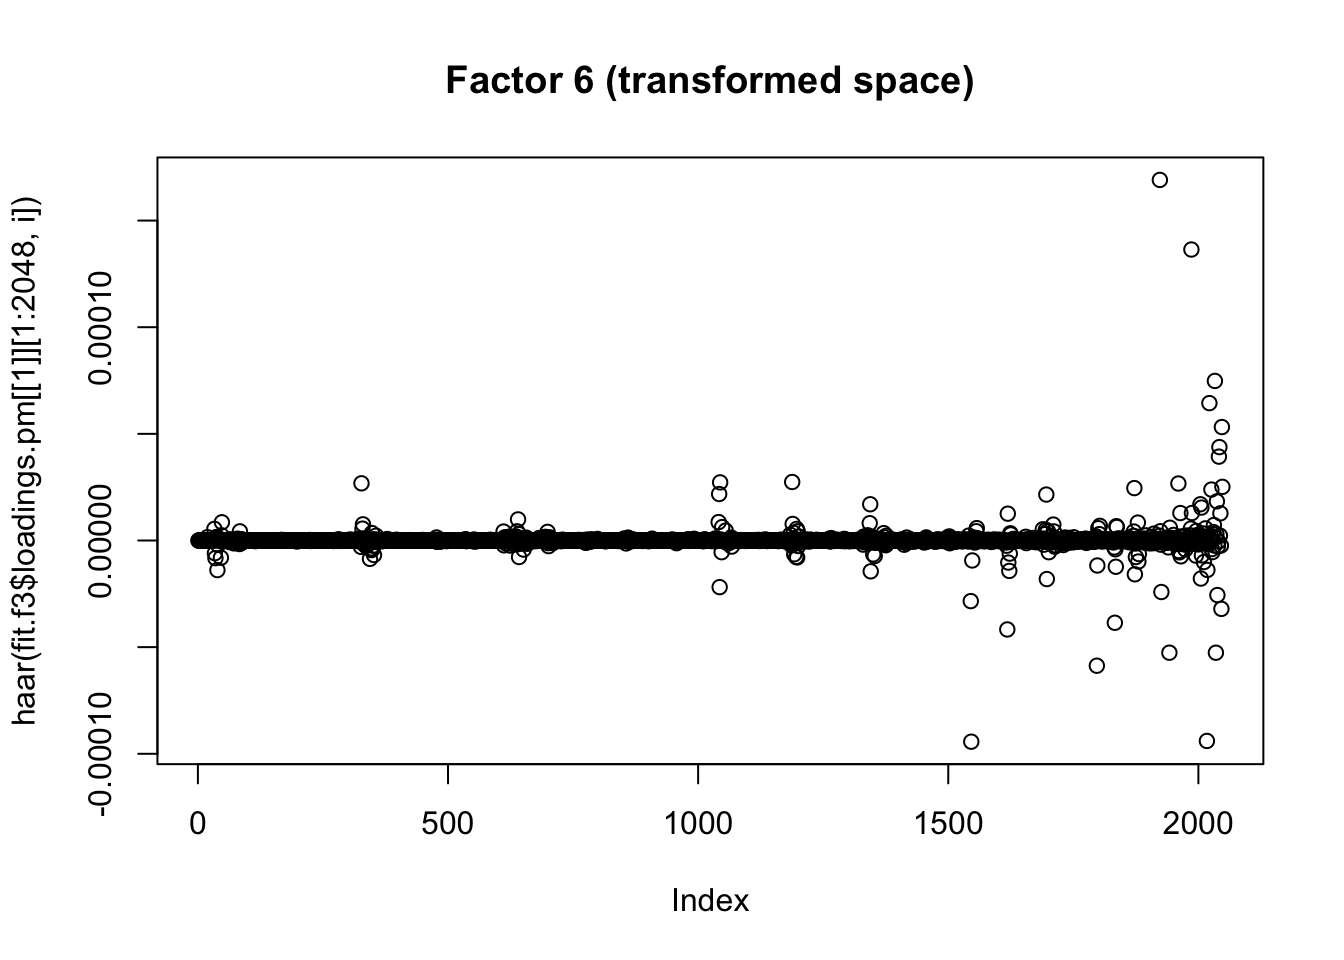 Factor 6 (transformed space)
haar(fit.f3$loadings.pm[[1]][1:2048, i])
0.00010
0.0000
-0.00010
0 500 1000 1500 2000
Index